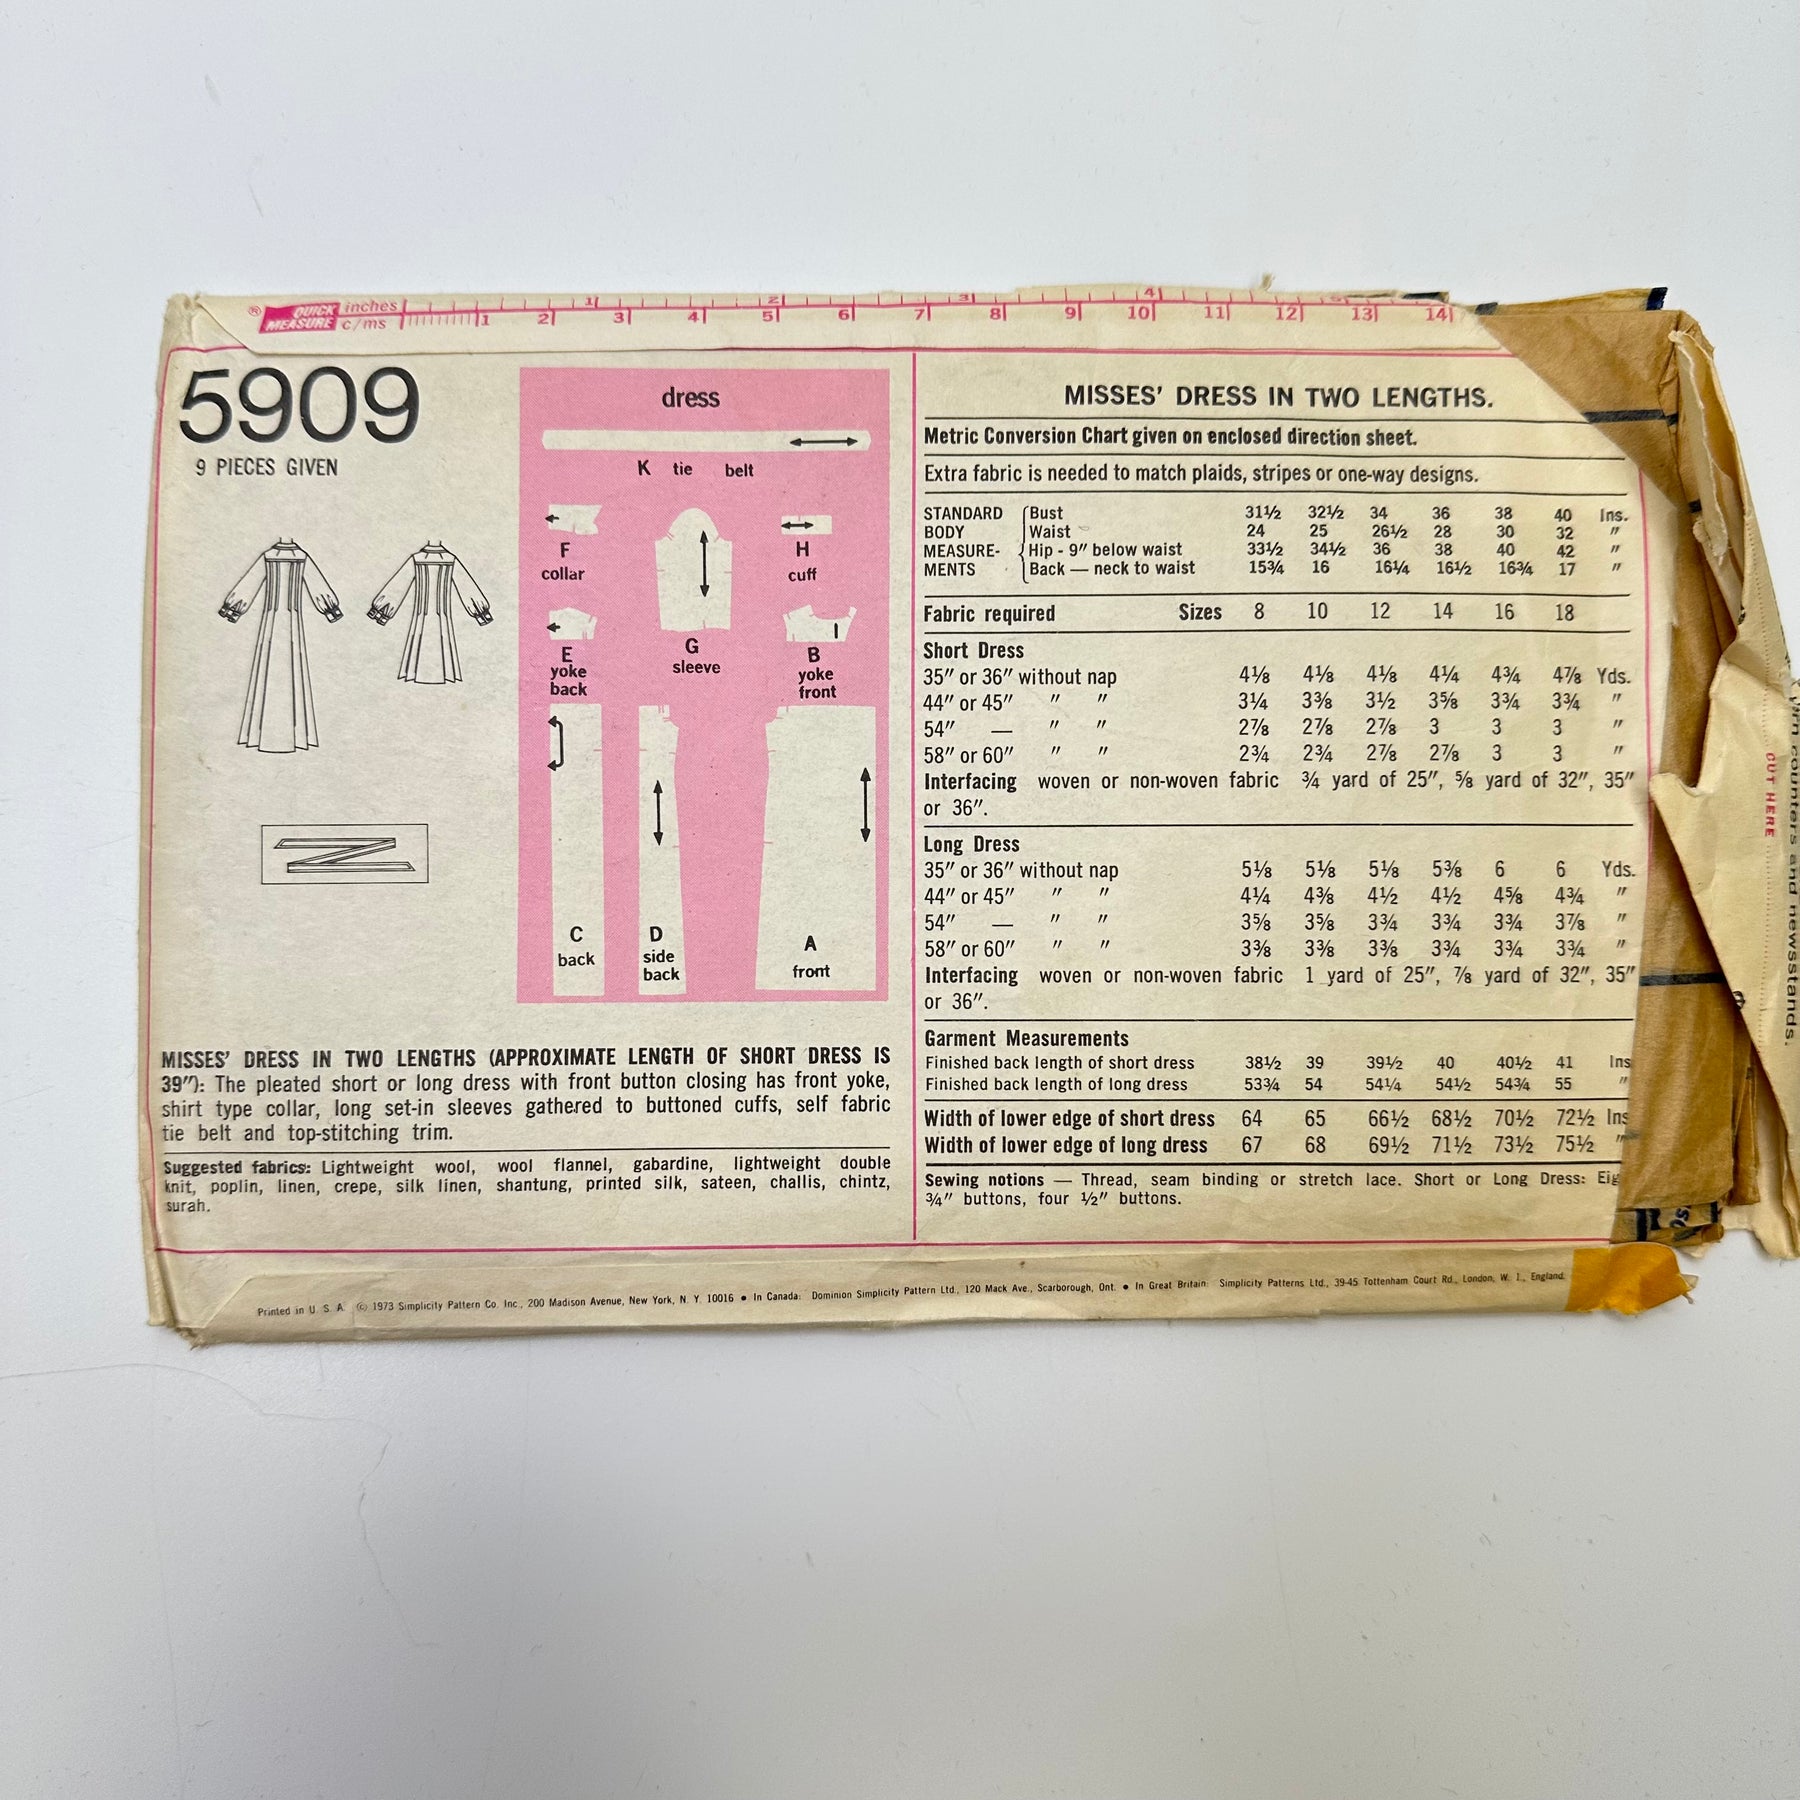 ® QUICK MEASURE inches c/ms
1 2 3 4 5
1 2 3 4 5 6 7 8 9 10 11 12 13 14
5909
9 PIECES GIVEN
dress
K tie belt
F collar
G sleeve
H cuff
E yoke back
B yoke front
C back
D side back
A front
MISSES' DRESS IN TWO LENGTHS (APPROXIMATE LENGTH OF SHORT DRESS IS
39"): The pleated short or long dress with front button closing has front yoke,
shirt type collar, long set-in sleeves gathered to buttoned cuffs, self fabric
tie belt and top-stitching trim.
Suggested fabrics: Lightweight wool, wool flannel, gabardine, lightweight double
knit, poplin, linen, crepe, silk linen, shantung, printed silk, sateen, challis, chintz,
surah.
MISSES' DRESS IN TWO LENGTHS.
Metric Conversion Chart given on enclosed direction sheet.
Extra fabric is needed to match plaids, stripes or one-way designs.
STANDARD Bust 31½ 32½ 34 36 38 40 Ins.
BODY Waist 24 25 26½ 28 30 32 "
MEASURE- Hip - 9" below waist 33½ 34½ 36 38 40 42 "
MENTS Back — neck to waist 15¾ 16 16¼ 16½ 16¾ 17 "
Fabric required Sizes 8 10 12 14 16 18
Short Dress
35" or 36" without nap 4⅛ 4⅛ 4⅛ 4¼ 4¾ 4⅞ Yds.
44" or 45" " " 3¼ 3⅜ 3½ 3⅝ 3¾ 3¾ "
54" — " " 2⅞ 2⅞ 2⅞ 3 3 3 "
58" or 60" " " 2¾ 2¾ 2⅞ 2⅞ 3 3 "
Interfacing woven or non-woven fabric ¾ yard of 25", ⅝ yard of 32", 35"
or 36".
Long Dress
35" or 36" without nap 5⅛ 5⅛ 5⅛ 5⅜ 6 6 Yds.
44" or 45" " " 4¼ 4⅜ 4½ 4½ 4⅝ 4¾ "
54" — " " 3⅝ 3⅝ 3¾ 3¾ 3¾ 3⅞ "
58" or 60" " " 3⅜ 3⅜ 3⅜ 3¾ 3¾ 3¾ "
Interfacing woven or non-woven fabric 1 yard of 25", ⅞ yard of 32", 35"
or 36".
Garment Measurements
Finished back length of short dress 38½ 39 39½ 40 40½ 41 Ins
Finished back length of long dress 53¾ 54 54¼ 54½ 54¾ 55 "
Width of lower edge of short dress 64 65 66½ 68½ 70½ 72½ Ins
Width of lower edge of long dress 67 68 69½ 71½ 73½ 75½ "
Sewing notions — Thread, seam binding or stretch lace. Short or Long Dress: Eig
¾" buttons, four ½" buttons.
Printed in U. S. A. © 1973 Simplicity Pattern Co. Inc., 200 Madison Avenue, New York, N. Y. 10016 • In Canada: Dominion Simplicity Pattern Ltd., 120 Mack Ave., Scarborough, Ont. • In Great Britain: Simplicity Patterns Ltd., 39-45 Tottenham Court Rd., London, W. 1., England.
CUT HERE
counters and newsstands.